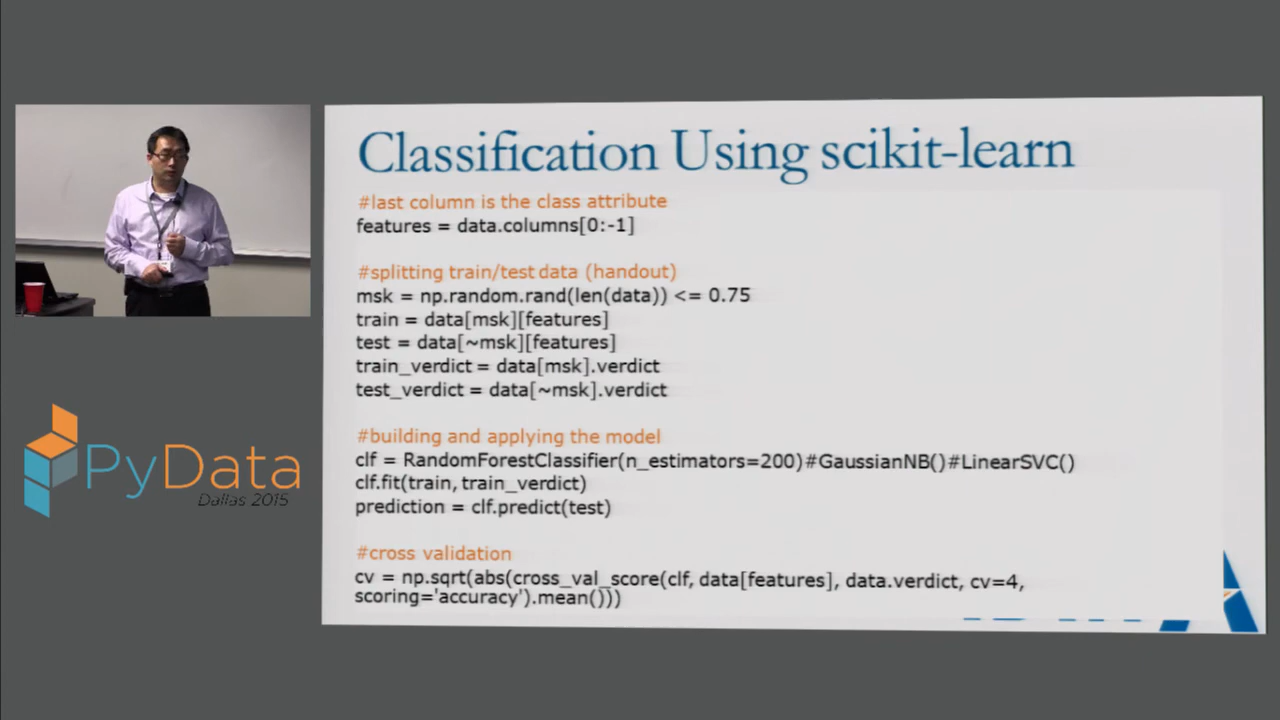 Classification Using scikit-learn
#last column is the class attribute
features = data.columns[0:-1]
#splitting train/test data (handout)
msk = np.random.rand(len(data)) <= 0.75
train = data[msk][features]
test = data[~msk][features]
train_verdict = data[msk].verdict
test_verdict = data[~msk].verdict
#building and applying the model
clf = RandomForestClassifier(n_estimators=200)#GaussianNB()#LinearSVC()
clf.fit(train, train_verdict)
prediction = clf.predict(test)
#cross validation
cv = np.sqrt(abs(cross_val_score(clf, data[features], data.verdict, cv=4,
scoring='accuracy').mean()))
PyData
Dallas 2015